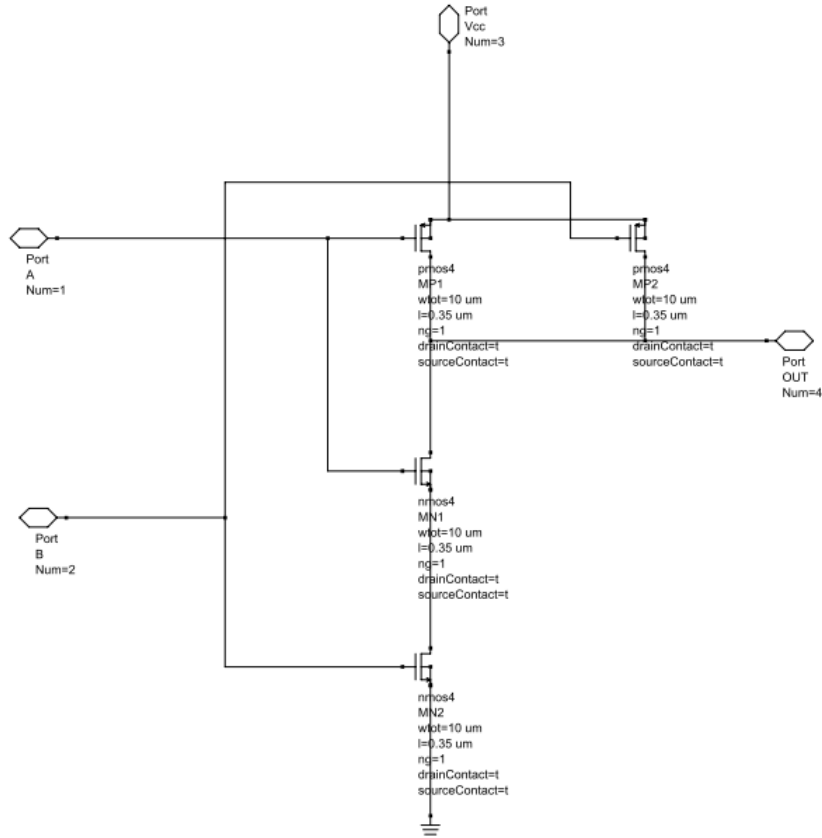 Port
Vcc
Num=3
Port
A
Num=1
pmos4
MP1
wtot=10 um
l=0.35 um
ng=1
drainContact=t
sourceContact=t
pmos4
MP2
wtot=10 um
l=0.35 um
ng=1
drainContact=t
sourceContact=t
Port
OUT
Num=4
nmos4
MN1
wtot=10 um
l=0.35 um
ng=1
drainContact=t
sourceContact=t
Port
B
Num=2
nmos4
MN2
wtot=10 um
l=0.35 um
ng=1
drainContact=t
sourceContact=t